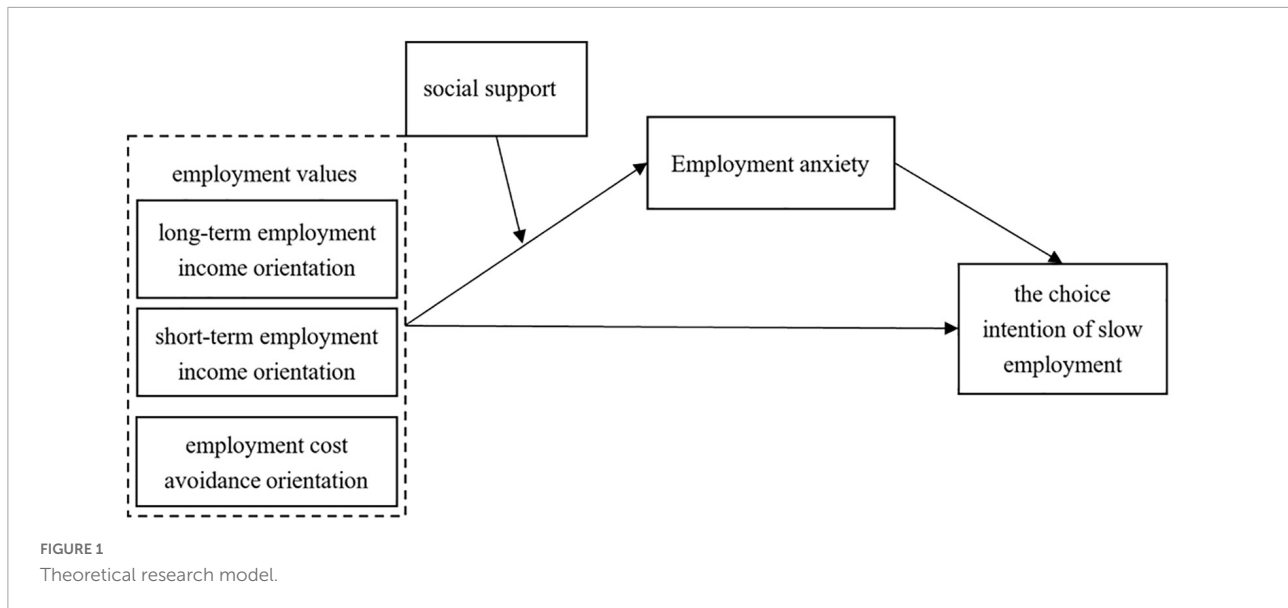 social support
employment values
long-term employment
income orientation
short-term employment
income orientation
employment cost
avoidance orientation
Employment anxiety
the choice
intention of slow
employment
FIGURE 1
Theoretical research model.